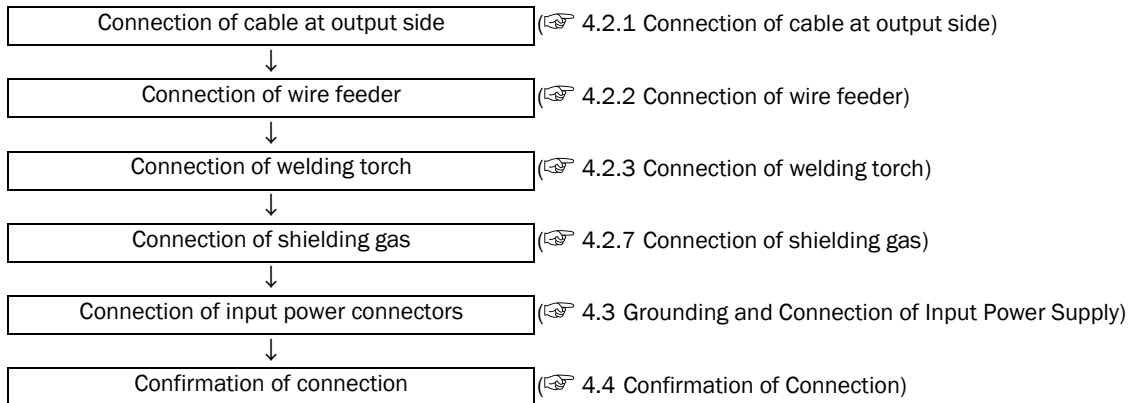 Connection of cable at output side (☞ 4.2.1 Connection of cable at output side)
↓
Connection of wire feeder (☞ 4.2.2 Connection of wire feeder)
↓
Connection of welding torch (☞ 4.2.3 Connection of welding torch)
↓
Connection of shielding gas (☞ 4.2.7 Connection of shielding gas)
↓
Connection of input power connectors (☞ 4.3 Grounding and Connection of Input Power Supply)
↓
Confirmation of connection (☞ 4.4 Confirmation of Connection)